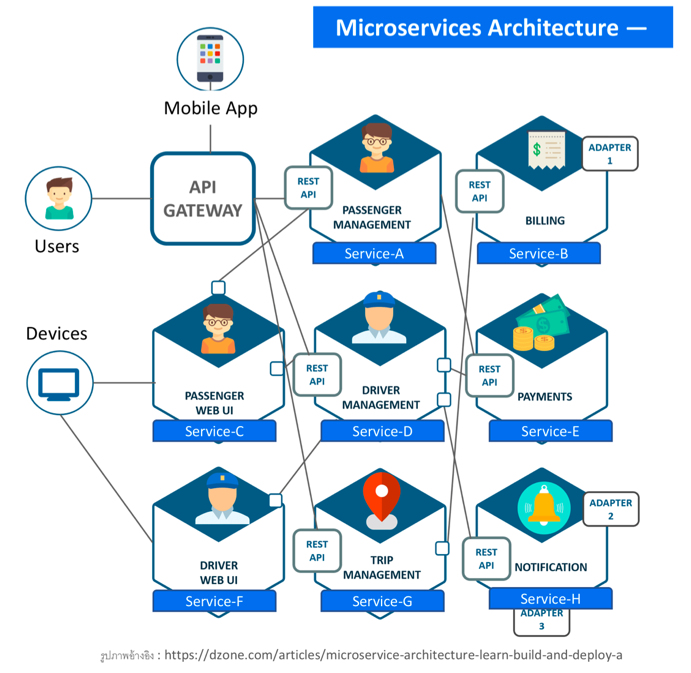 Microservices Architecture —
Mobile App
API
GATEWAY
Users
Devices
REST
API
PASSENGER
MANAGEMENT
Service-A
REST
API
ADAPTER
1
BILLING
Service-B
PASSENGER
WEB UI
Service-C
REST
API
DRIVER
MANAGEMENT
Service-D
REST
API
PAYMENTS
Service-E
DRIVER
WEB UI
Service-F
REST
API
TRIP
MANAGEMENT
Service-G
REST
API
ADAPTER
2
NOTIFICATION
Service-H
ADAPTER
3
รูปภาพอ้างอิง : https://dzone.com/articles/microservice-architecture-learn-build-and-deploy-a